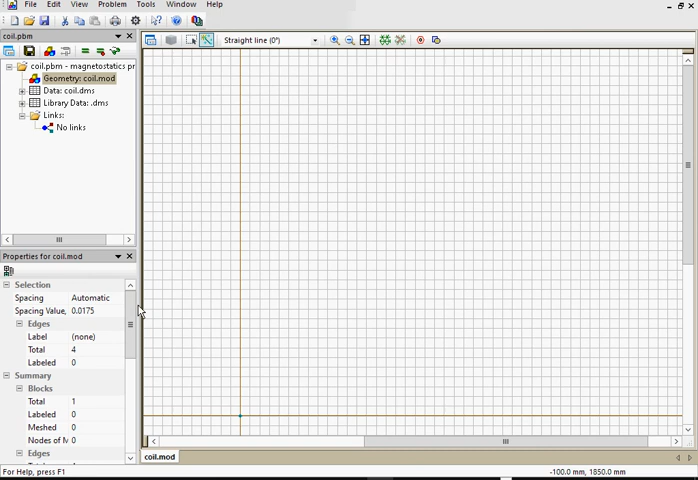 File Edit View Problem Tools Window Help
coil.pbm
Straight line (0°)
coil.pbm - magnetostatics pr
Geometry: coil.mod
Data: coil.dms
Library Data: .dms
Links:
No links
Properties for coil.mod
Selection
Spacing Automatic
Spacing Value, 0.0175
Edges
Label (none)
Total 4
Labeled 0
Summary
Blocks
Total 1
Labeled 0
Meshed 0
Nodes of M 0
Edges
coil.mod
For Help, press F1
-100.0 mm, 1850.0 mm